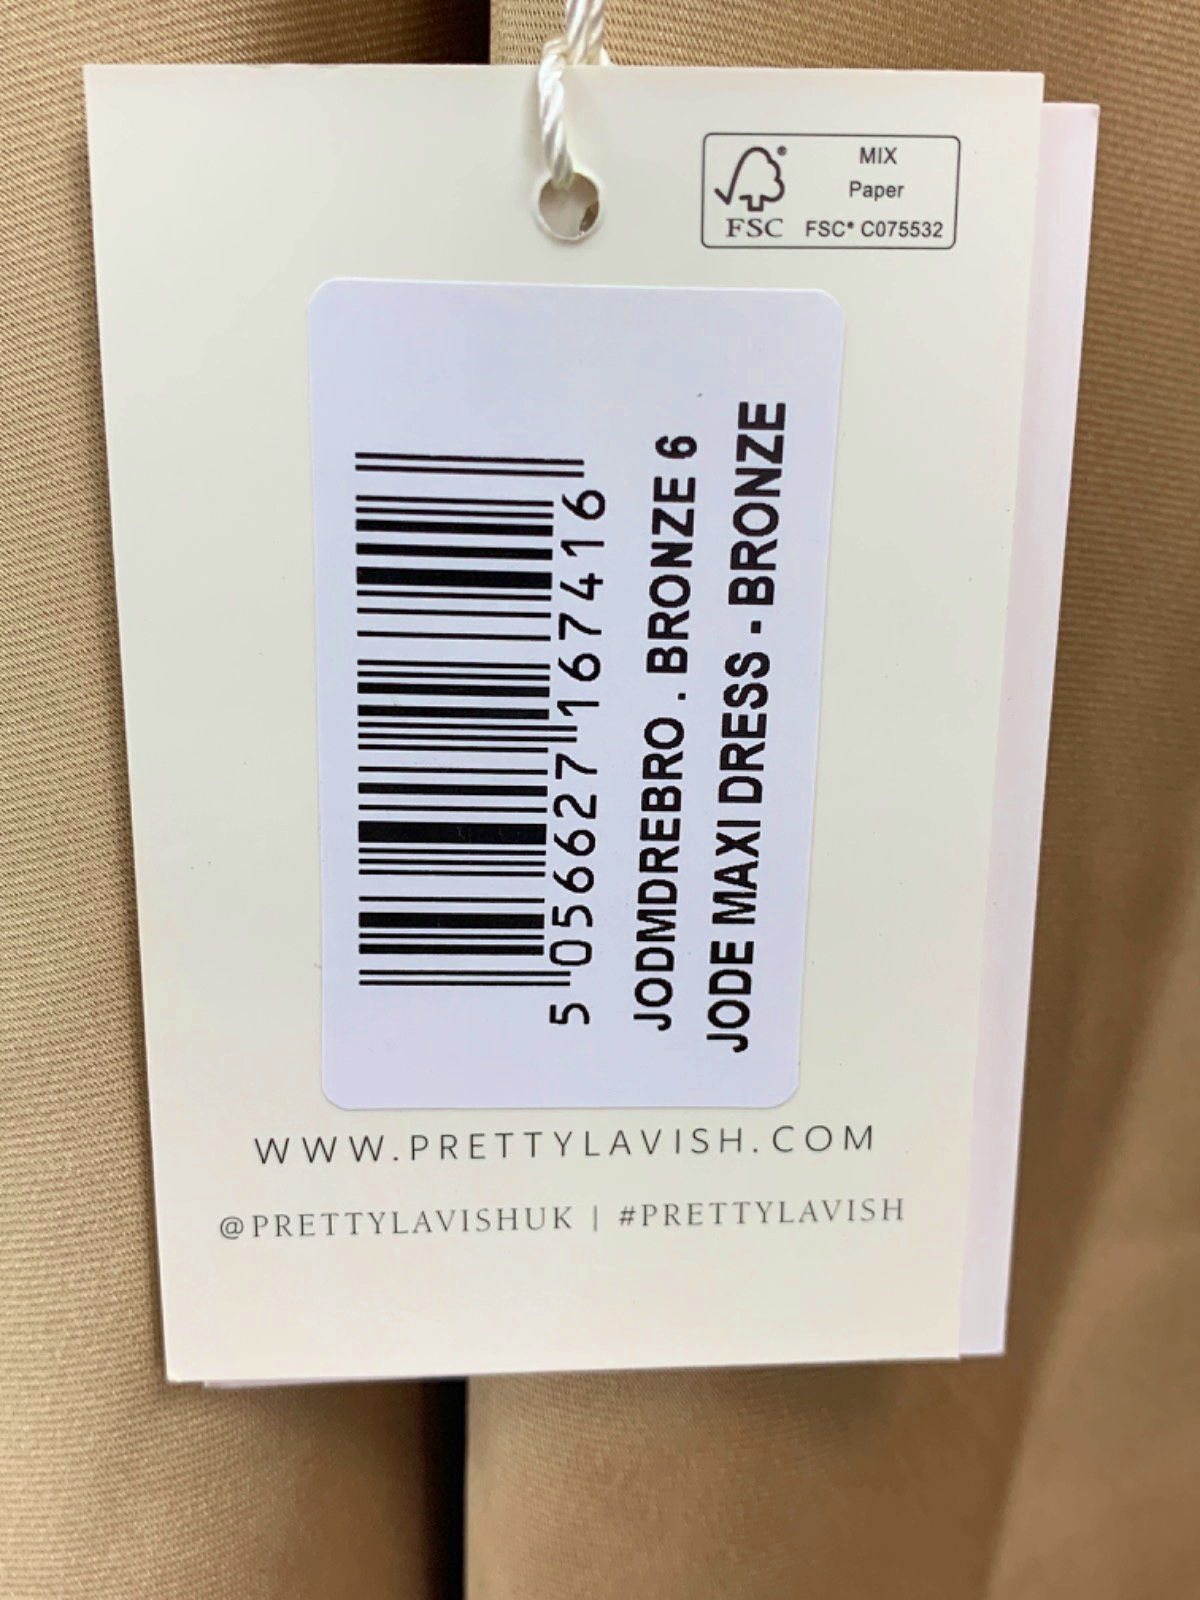 MIX
Paper
FSC® C075532
FSC
5 056627 167416
JODMDREBRO . BRONZE 6
JODE MAXI DRESS - BRONZE
WWW.PRETTYLAVISH.COM
@PRETTYLAVISHUK | #PRETTYLAVISH